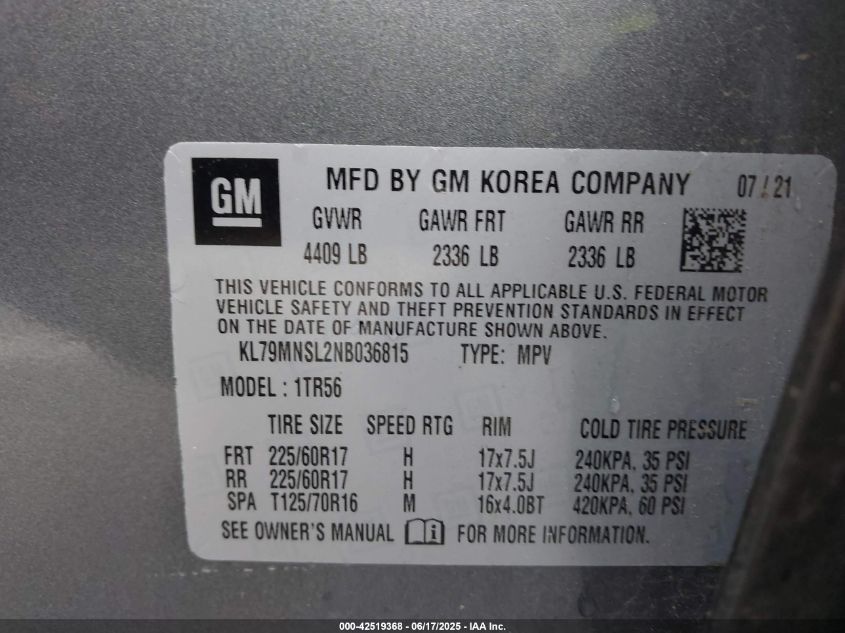 GM
MFD BY GM KOREA COMPANY 07 / 21
GVWR GAWR FRT GAWR RR
4409 LB 2336 LB 2336 LB
THIS VEHICLE CONFORMS TO ALL APPLICABLE U.S. FEDERAL MOTOR
VEHICLE SAFETY AND THEFT PREVENTION STANDARDS IN EFFECT
ON THE DATE OF MANUFACTURE SHOWN ABOVE.
KL79MNSL2NB036815 TYPE: MPV
MODEL : 1TR56
TIRE SIZE SPEED RTG RIM COLD TIRE PRESSURE
FRT 225/60R17 H 17x7.5J 240KPA, 35 PSI
RR 225/60R17 H 17x7.5J 240KPA, 35 PSI
SPA T125/70R16 M 16x4.0BT 420KPA, 60 PSI
SEE OWNER'S MANUAL FOR MORE INFORMATION.
000-42519368 - 06/17/2025 - IAA Inc.